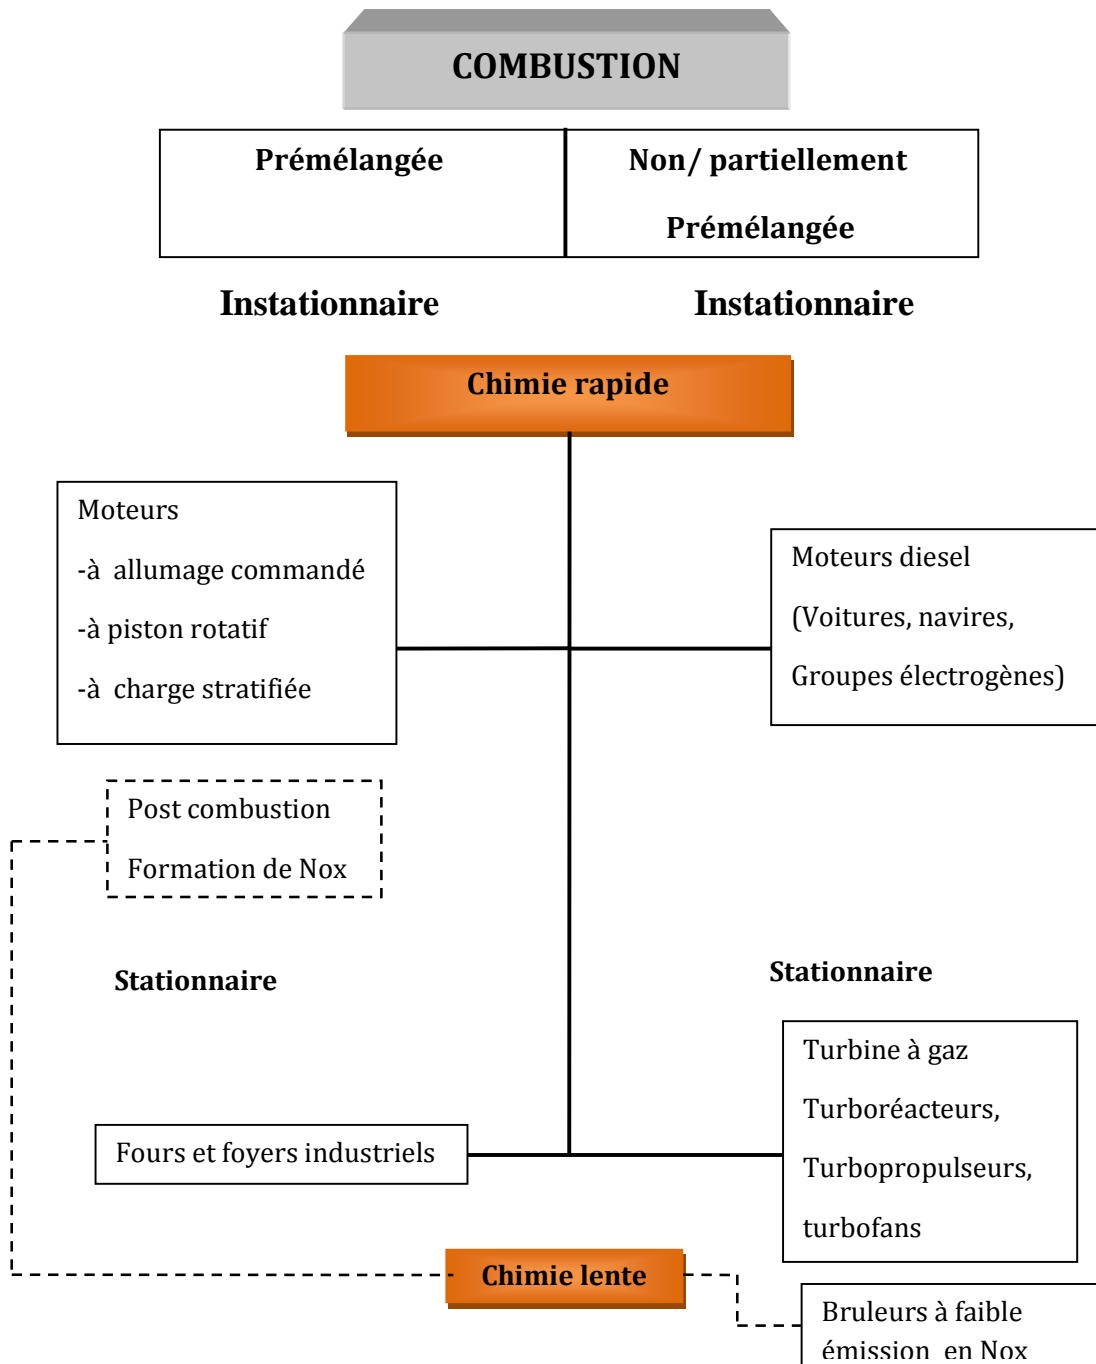 COMBUSTION
Prémélangée
Non/ partiellement
Prémélangée
Instationnaire
Instationnaire
Chimie rapide
Moteurs
-à allumage commandé
-à piston rotatif
-à charge stratifiée
Moteurs diesel
(Voitures, navires,
Groupes électrogènes)
Post combustion
Formation de Nox
Stationnaire
Stationnaire
Fours et foyers industriels
Turbine à gaz
Turboréacteurs,
Turbopropulseurs,
turbofans
Chimie lente
Bruleurs à faible
émission en Nox